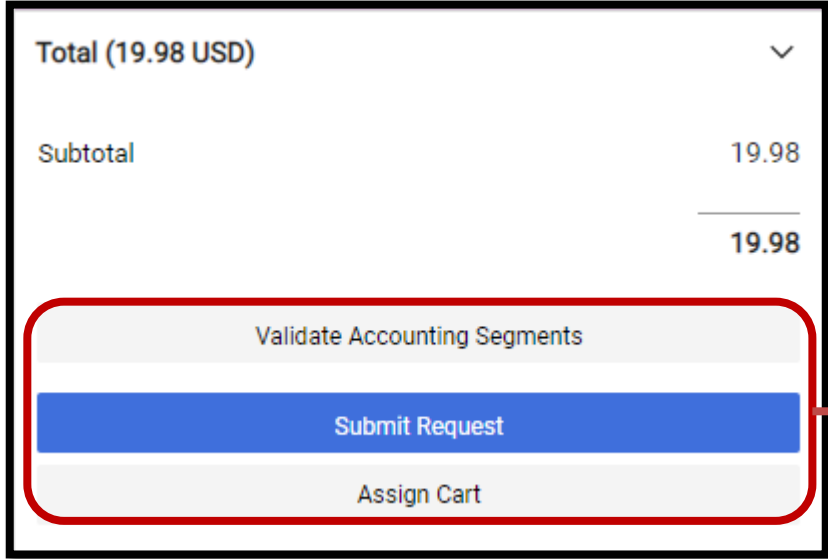 Total (19.98 USD)
Subtotal 19.98
19.98
Validate Accounting Segments
Submit Request
Assign Cart